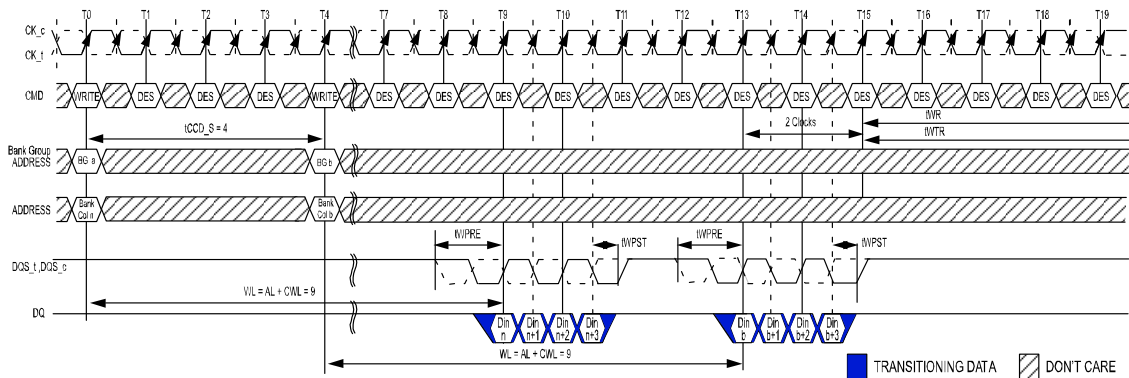 T0 T1 T2 T3 T4 T7 T8 T9 T10 T11 T12 T13 T14 T15 T16 T17 T18 T19
CK_c
CK_t
CMD WRITE DES DES DES WRITE DES DES DES DES DES DES DES DES DES DES DES DES DES
tCCD_S = 4
2 Clocks
tWR
tWTR
Bank Group
ADDRESS
BG a
BG b
ADDRESS
Bank
Col n
Bank
Col b
tWPRE
tWPST
tWPRE
tWPST
DQS_t ,DQS_c
WL = AL + CWL = 9
DQ
Din
n
Din
n+1
Din
n+2
Din
n+3
Din
b
Din
b+1
Din
b+2
Din
b+3
WL = AL + CWL = 9
TRANSITIONING DATA
DON'T CARE